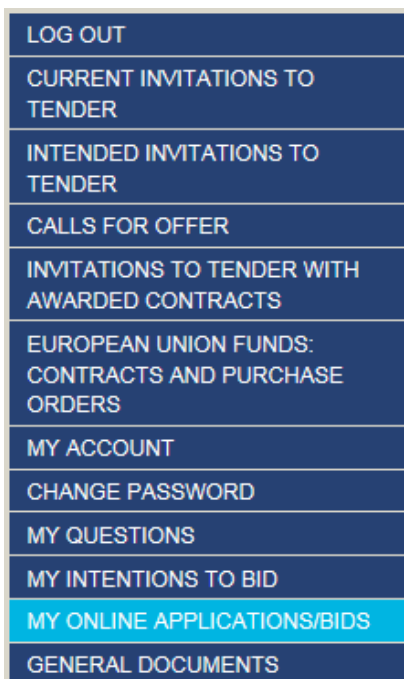 LOG OUT
CURRENT INVITATIONS TO
TENDER
INTENDED INVITATIONS TO
TENDER
CALLS FOR OFFER
INVITATIONS TO TENDER WITH
AWARDED CONTRACTS
EUROPEAN UNION FUNDS:
CONTRACTS AND PURCHASE
ORDERS
MY ACCOUNT
CHANGE PASSWORD
MY QUESTIONS
MY INTENTIONS TO BID
MY ONLINE APPLICATIONS/BIDS
GENERAL DOCUMENTS